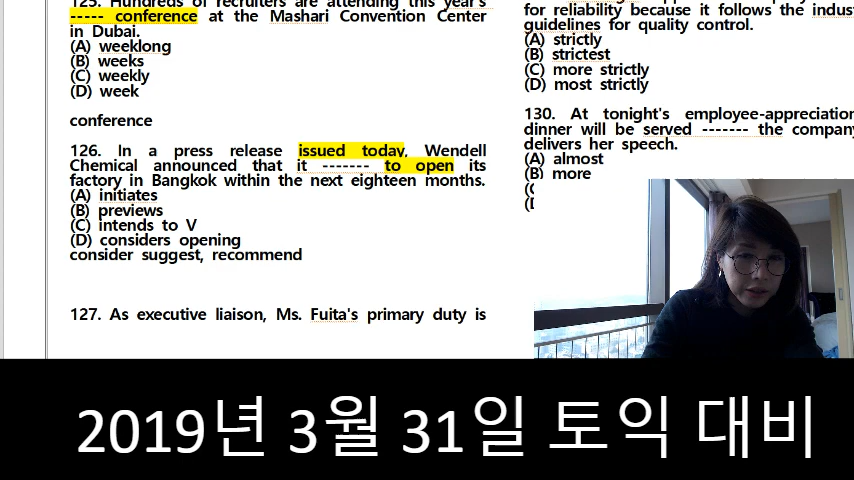 125. Hundreds of recruiters are attending this year's
----- conference at the Mashari Convention Center
in Dubai.
(A) weeklong
(B) weeks
(C) weekly
(D) week
conference
126. In a press release issued today, Wendell
Chemical announced that it ------- to open its
factory in Bangkok within the next eighteen months.
(A) initiates
(B) previews
(C) intends to V
(D) considers opening
consider suggest, recommend
127. As executive liaison, Ms. Fuita's primary duty is
for reliability because it follows the
guidelines for quality control.
(A) strictly
(B) strictest
(C) more strictly
(D) most strictly
130. At tonight's employee-appreciation
dinner will be served ------- the company
delivers her speech.
(A) almost
(B) more
2019년 3월 31일 토익 대비